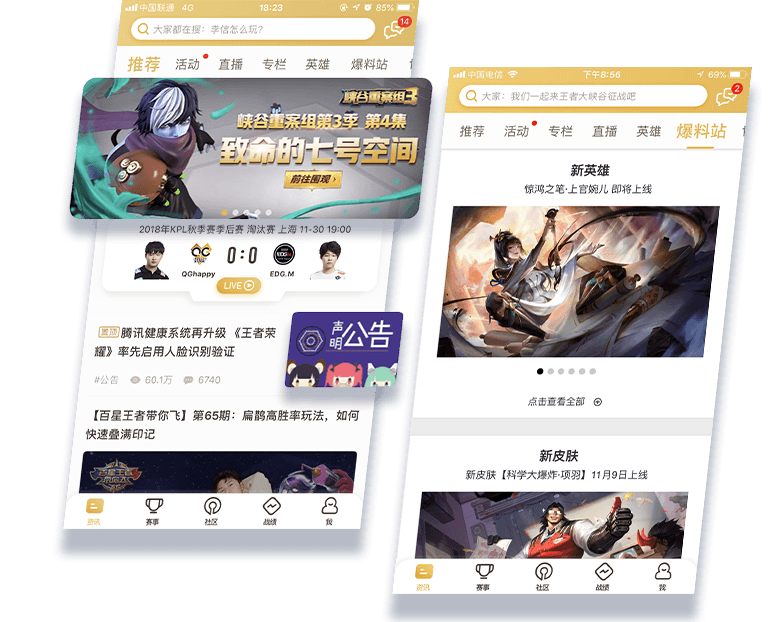 中国联通 4G 18:23 85%
大家都在搜：李信怎么玩？
14
推荐 活动 直播 专栏 英雄 爆料站
峡谷重案组3
峡谷重案组第3季 第4集
致命的七号空间
前往围观
2018年KPL秋季赛季后赛 淘汰赛 上海 11-30 19:00
QGhappy 0:0 EDG.M
LIVE
置顶 腾讯健康系统再升级 《王者荣
耀》率先启用人脸识别验证
#公告 60.1万 6740
声明 公告
【百星王者带你飞】第65期：扁鹊高胜率玩法，如何
快速叠满印记
百星王者
带你飞
资讯 赛事 社区 战绩 我
中国电信 下午8:56 69%
大家：我们一起来王者大峡谷征战吧
2
推荐 活动 专栏 直播 英雄 爆料站
新英雄
惊鸿之笔·上官婉儿 即将上线
点击查看全部
新皮肤
新皮肤【科学大爆炸·项羽】11月9日上线
资讯 赛事 社区 战绩 我